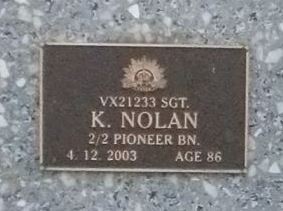 VX21233 SGT.
K. NOLAN
2/2 PIONEER BN.
4. 12. 2003 AGE 86